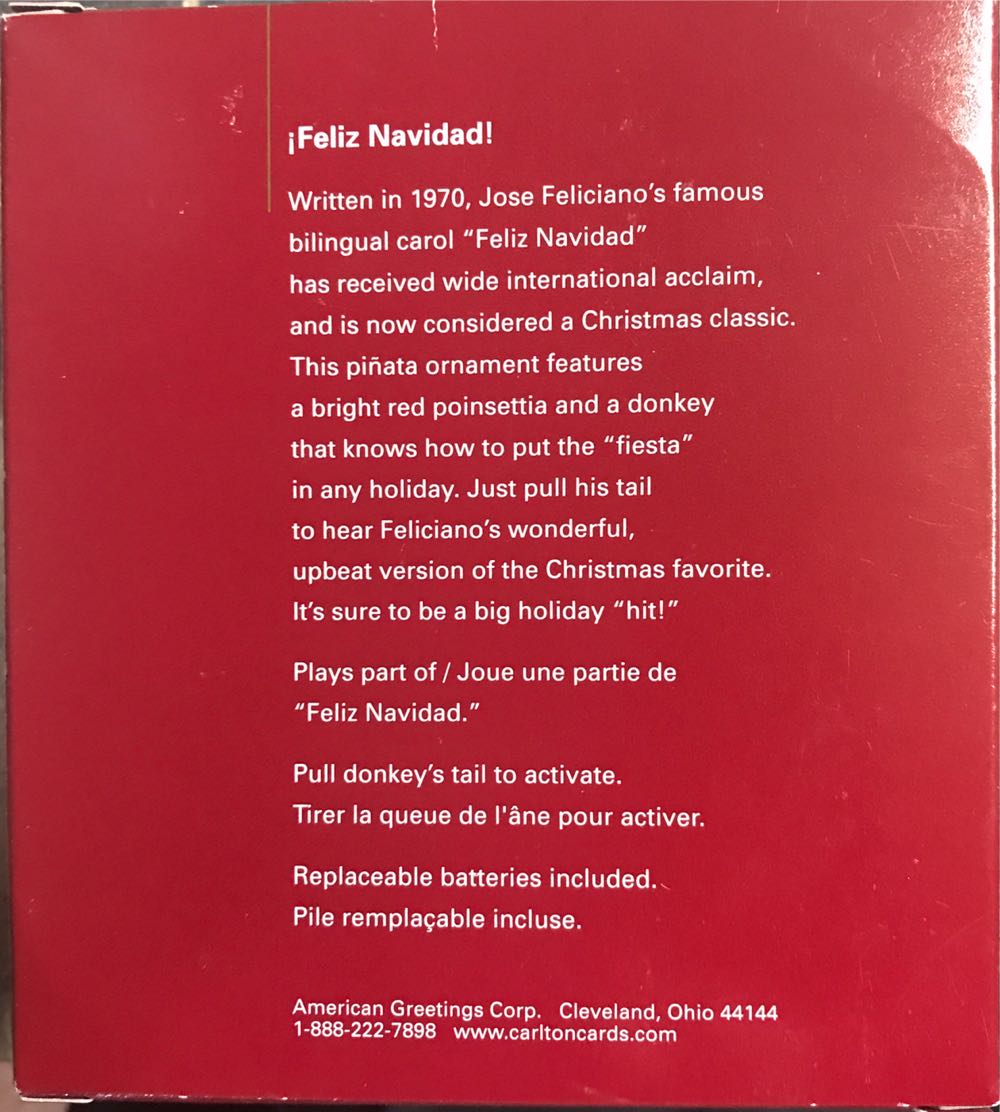 ¡Feliz Navidad!
Written in 1970, Jose Feliciano’s famous
bilingual carol “Feliz Navidad”
has received wide international acclaim,
and is now considered a Christmas classic.
This piñata ornament features
a bright red poinsettia and a donkey
that knows how to put the “fiesta”
in any holiday. Just pull his tail
to hear Feliciano’s wonderful,
upbeat version of the Christmas favorite.
It’s sure to be a big holiday “hit!”
Plays part of / Joue une partie de
“Feliz Navidad.”
Pull donkey’s tail to activate.
Tirer la queue de l'âne pour activer.
Replaceable batteries included.
Pile remplaçable incluse.
American Greetings Corp. Cleveland, Ohio 44144
1-888-222-7898 www.carltoncards.com